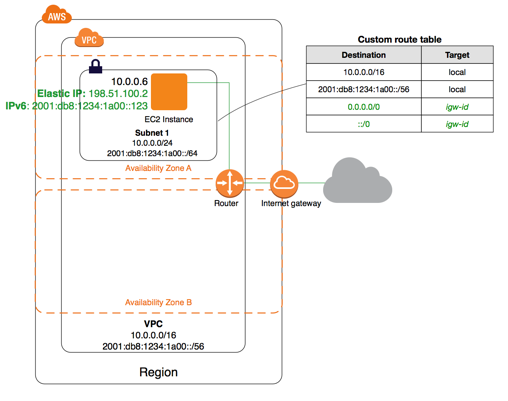 AWS
VPC
Custom route table
Destination Target
10.0.0.0/16 local
2001:db8:1234:1a00::/56 local
0.0.0.0/0 igw-id
::/0 igw-id
10.0.0.6
Elastic IP: 198.51.100.2
IPv6: 2001:db8:1234:1a00::123
EC2 Instance
Subnet 1
10.0.0.0/24
2001:db8:1234:1a00::/64
Availability Zone A
Router
Internet gateway
Availability Zone B
VPC
10.0.0.0/16
2001:db8:1234:1a00::/56
Region